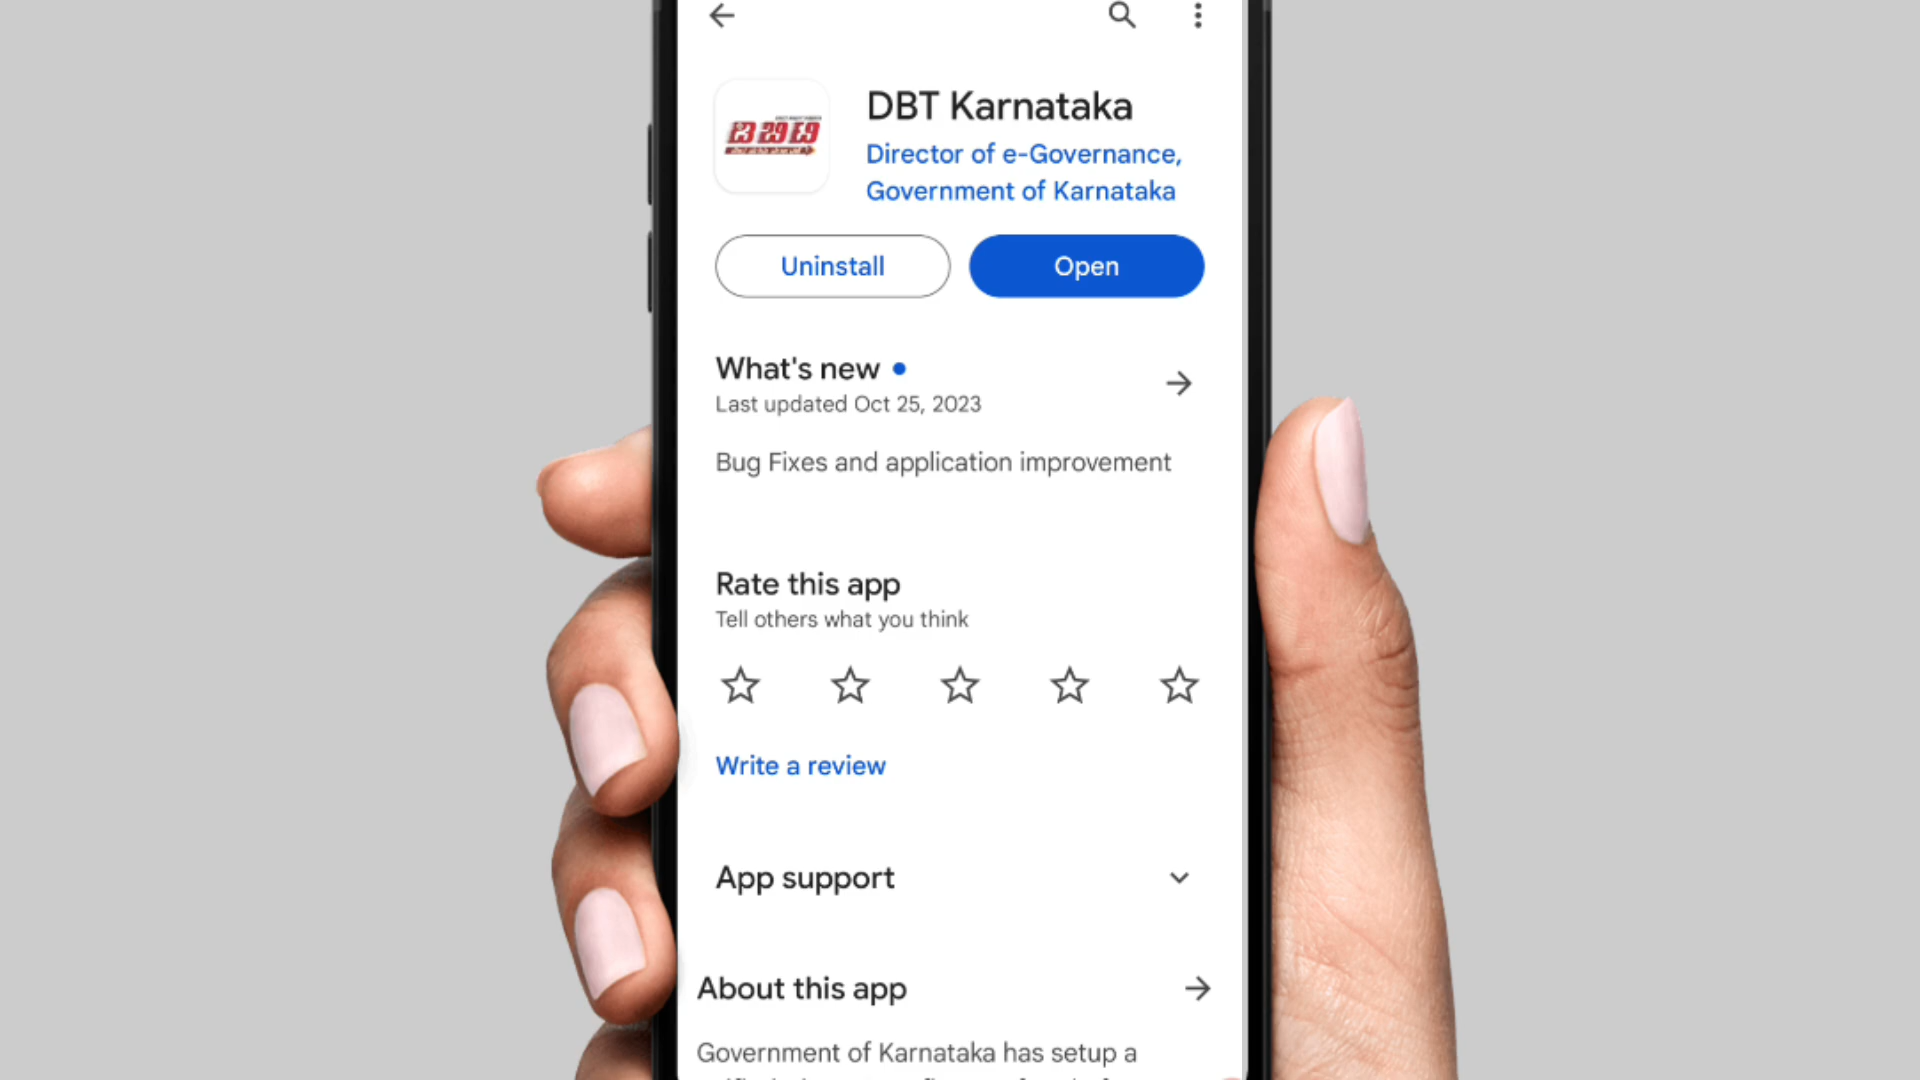 DBT Karnataka
Director of e-Governance,
Government of Karnataka
Uninstall
Open
What's new
Last updated Oct 25, 2023
Bug Fixes and application improvement
Rate this app
Tell others what you think
Write a review
App support
About this app
Government of Karnataka has setup a